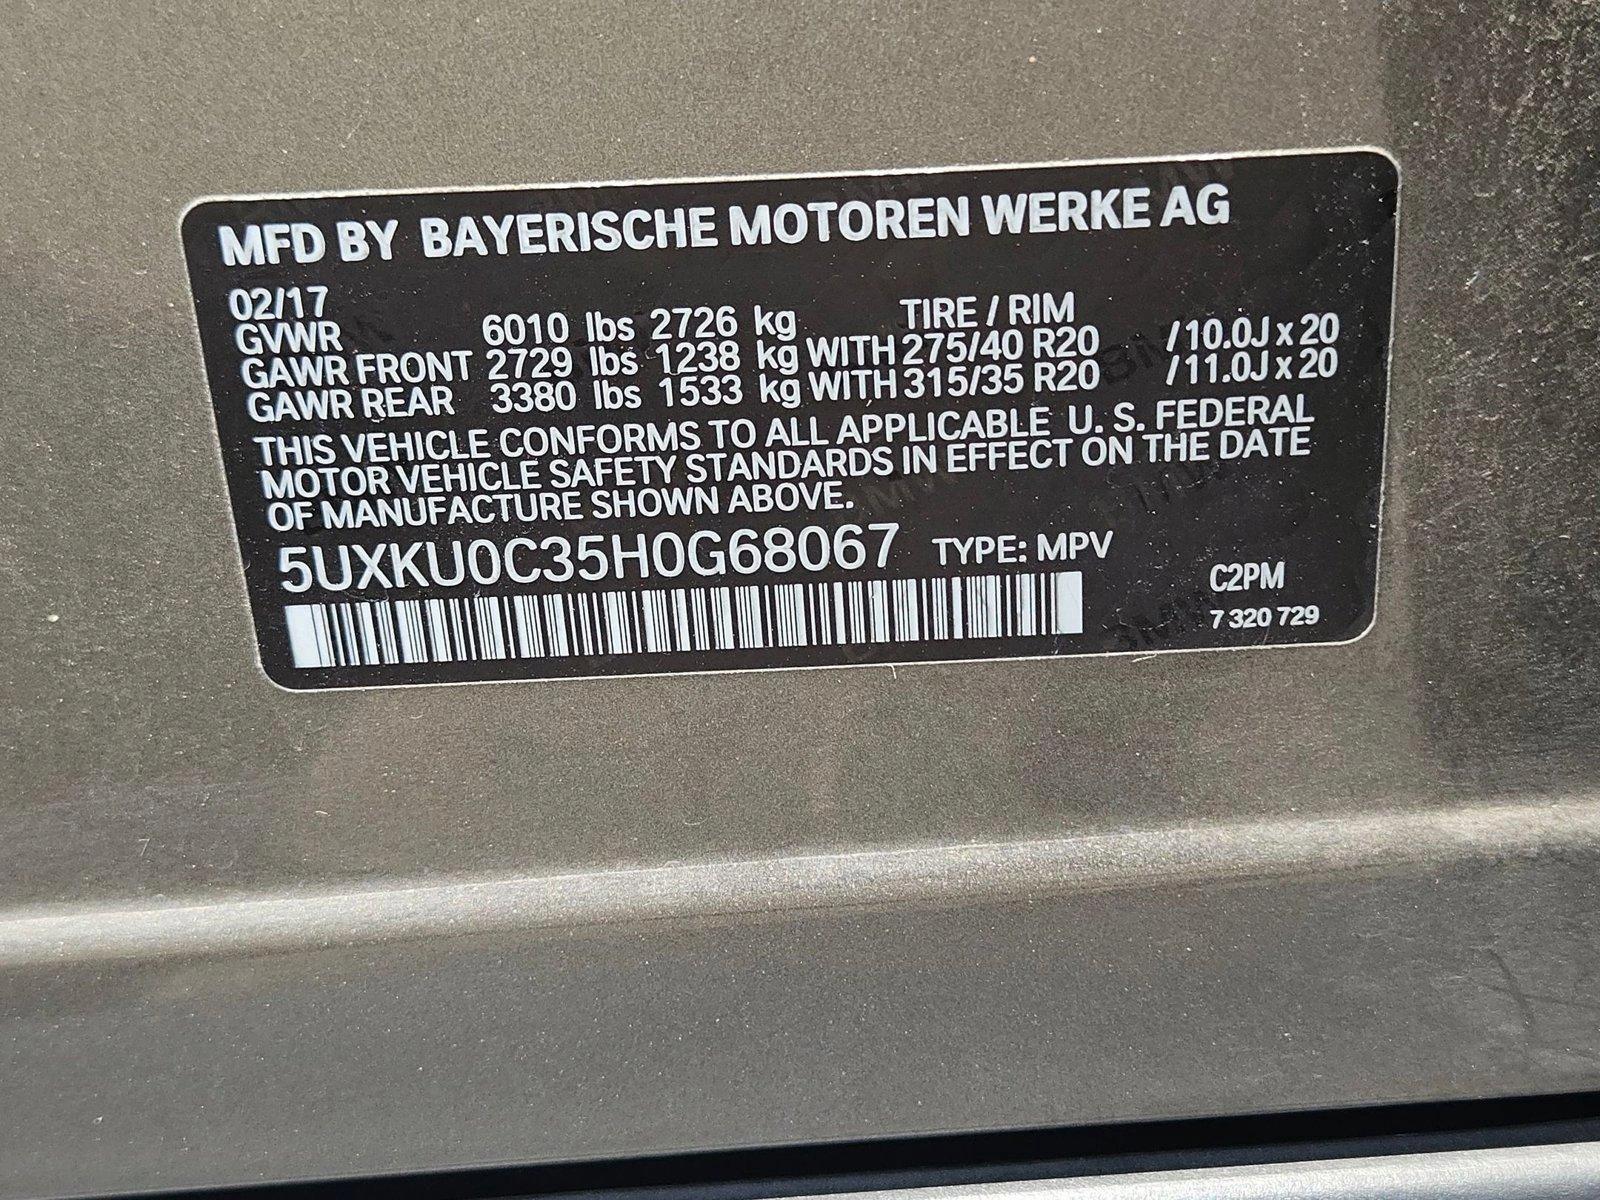 MFD BY BAYERISCHE MOTOREN WERKE AG
02/17
GVWR 6010 lbs 2726 kg TIRE / RIM
GAWR FRONT 2729 lbs 1238 kg WITH 275/40 R20 /10.0J x 20
GAWR REAR 3380 lbs 1533 kg WITH 315/35 R20 /11.0J x 20
THIS VEHICLE CONFORMS TO ALL APPLICABLE U. S. FEDERAL
MOTOR VEHICLE SAFETY STANDARDS IN EFFECT ON THE DATE
OF MANUFACTURE SHOWN ABOVE.
5UXKU0C35H0G68067 TYPE: MPV
C2PM
7 320 729